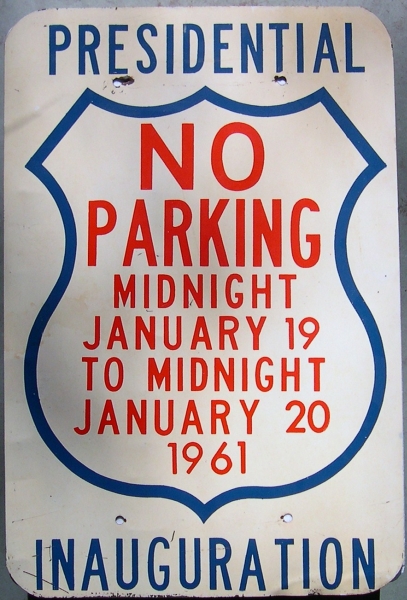 PRESIDENTIAL
NO
PARKING
MIDNIGHT
JANUARY 19
TO MIDNIGHT
JANUARY 20
1961
INAUGURATION